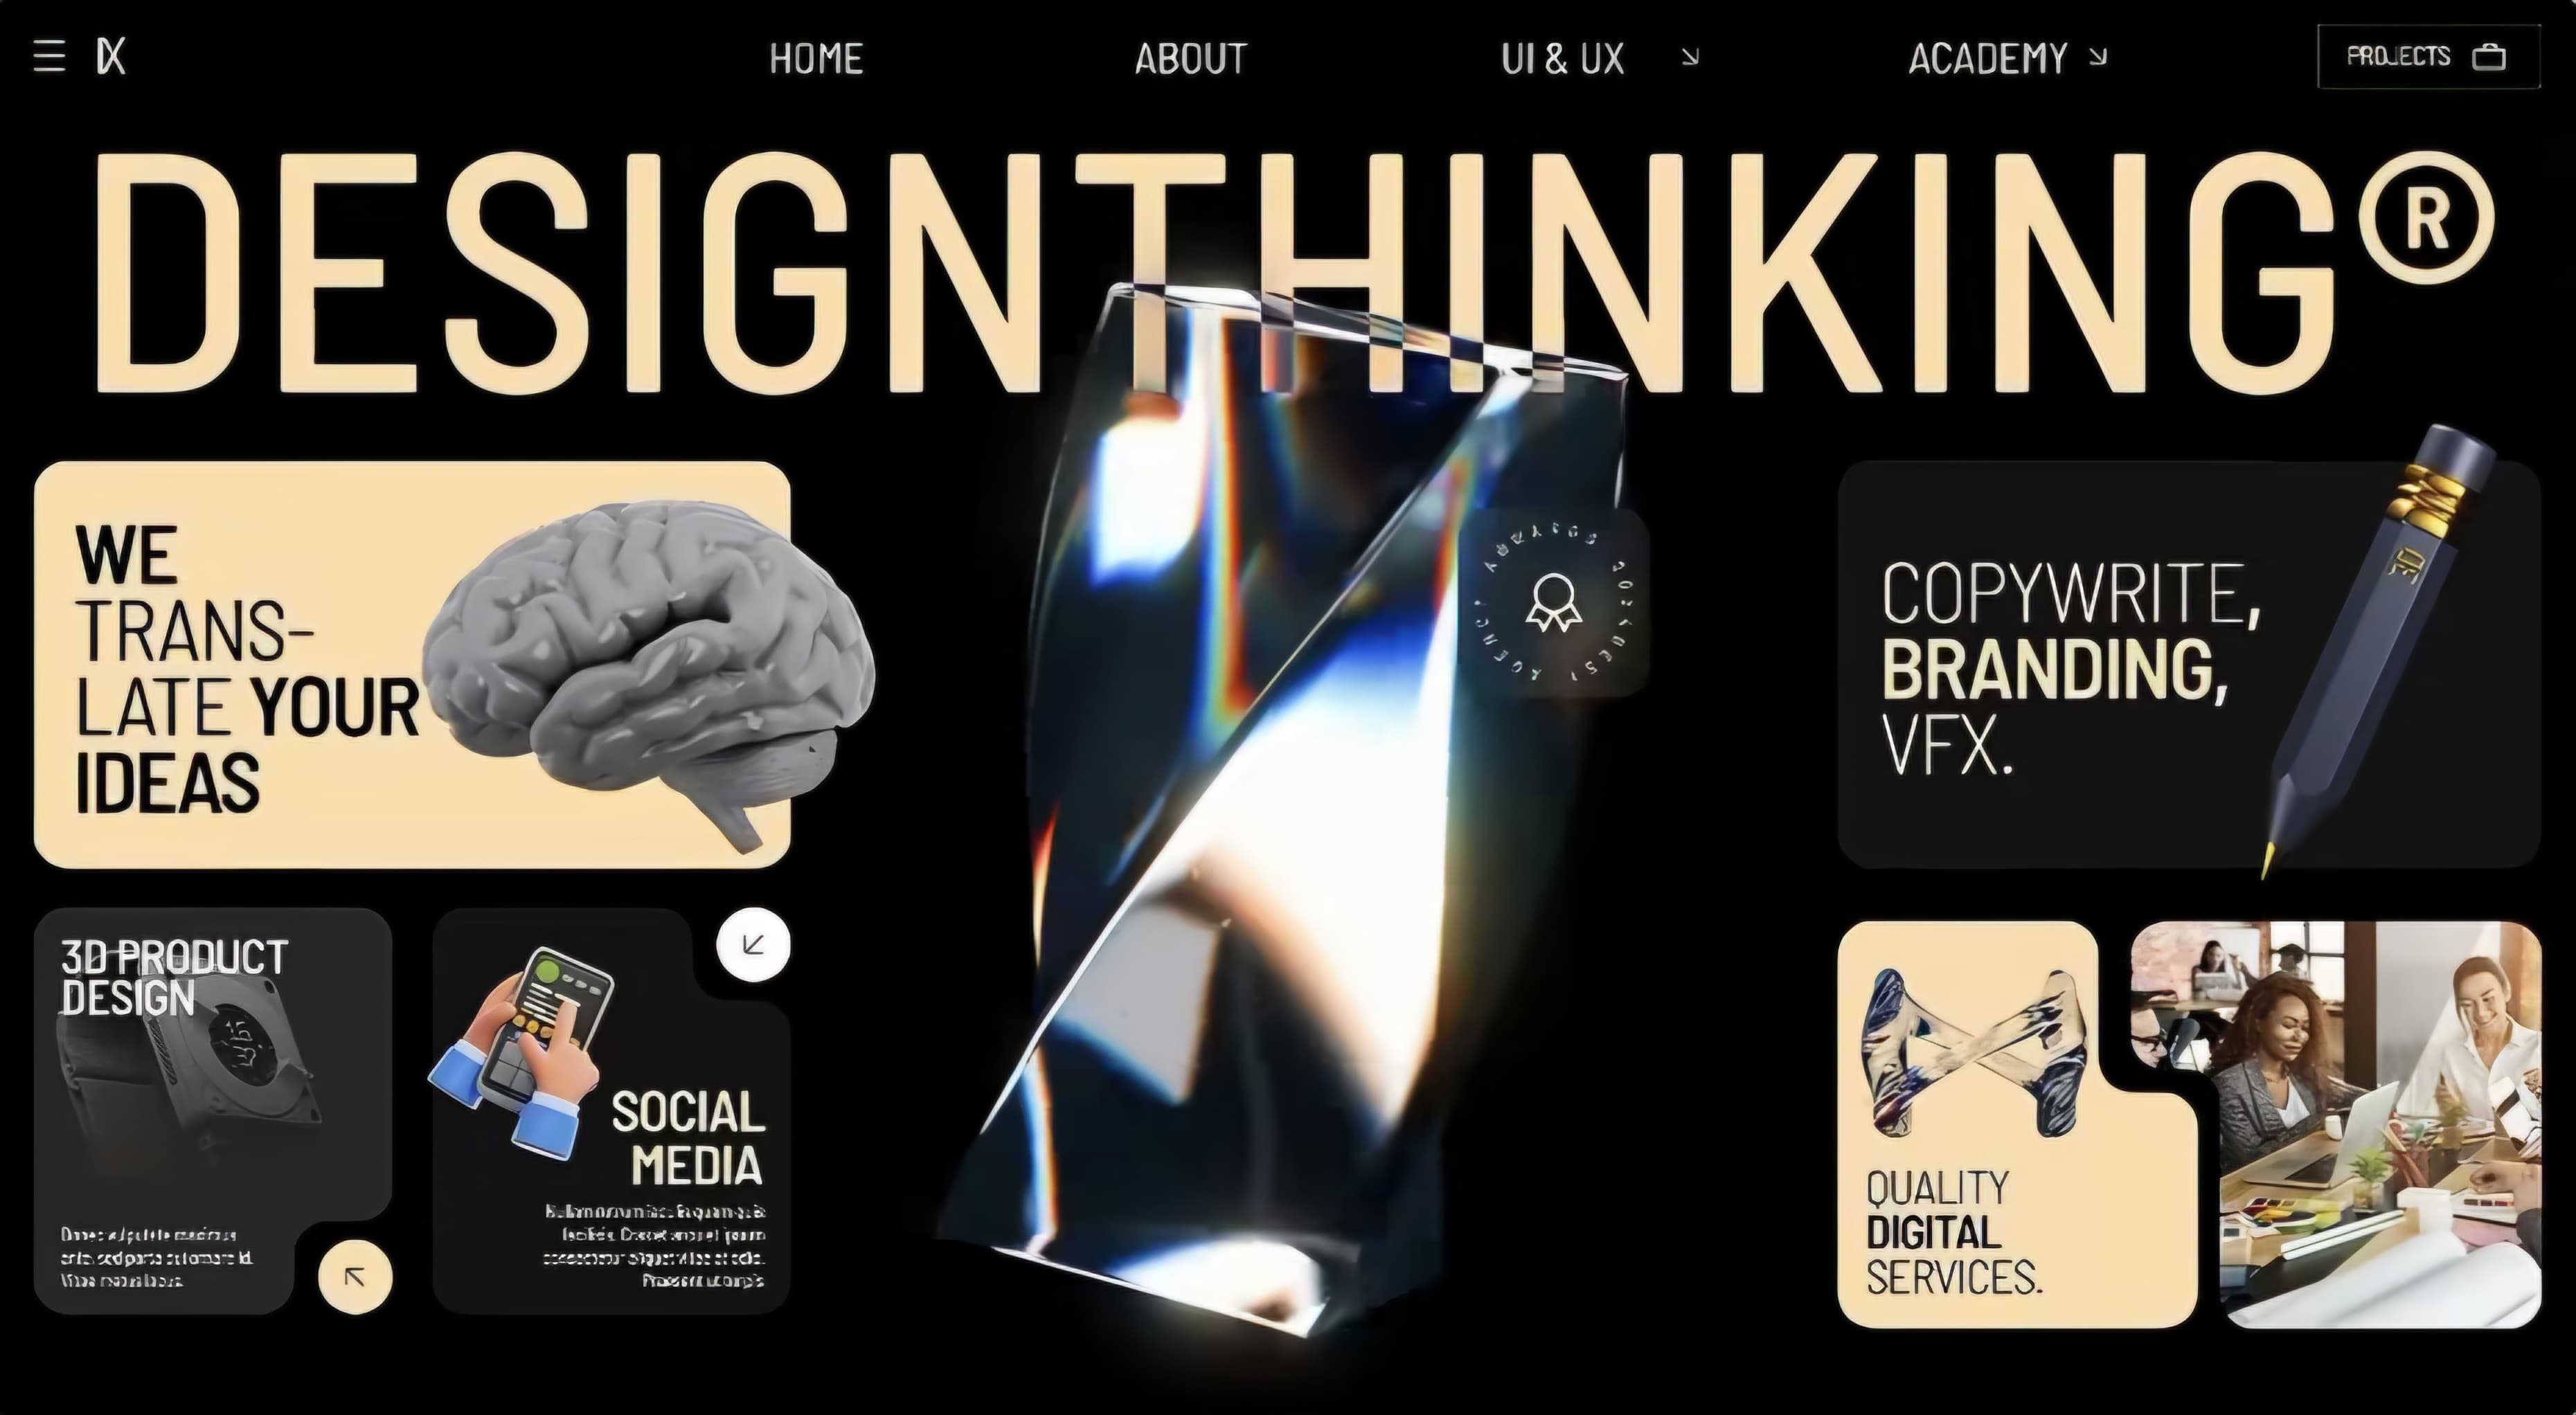 HOME
ABOUT
UI & UX
ACADEMY
PROJECTS
DESIGNTHINKING®
WE
TRANS-
LATE YOUR
IDEAS
COPYWRITE,
BRANDING,
VFX.
3D PRODUCT
DESIGN
SOCIAL
MEDIA
QUALITY
DIGITAL
SERVICES.